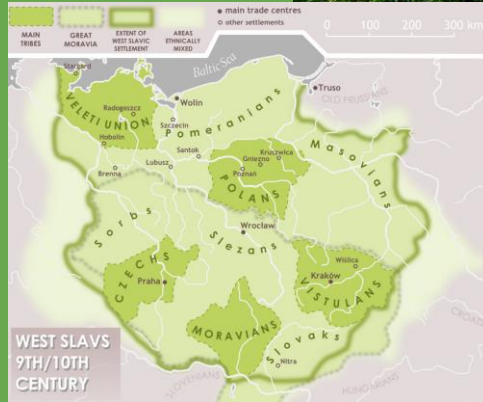 MAIN TRIBES
GREAT MORAVIA
EXTENT OF WEST SLAVIC SETTLEMENT
AREAS ETHNICALLY MIXED
main trade centres
other settlements
0 100 200 300 km
Baltic Sea
Stargard
VELETI UNION
Radogoszcz
Hobolin
Brenna
Wolin
Szczecin
Pomeranians
Santok
Lubusz
Truso
OLD PRUSSIANS
Masovians
Kruszwica
Gniezno
Poznań
POLANS
Sorbs
Wrocław
Slezans
CZECHS
Praha
Wiślica
Kraków
VISTULANS
MORAVIANS
Slovaks
Nitra
WEST SLAVS
9TH/10TH
CENTURY
SLOVENIANS
HUNGARIANS